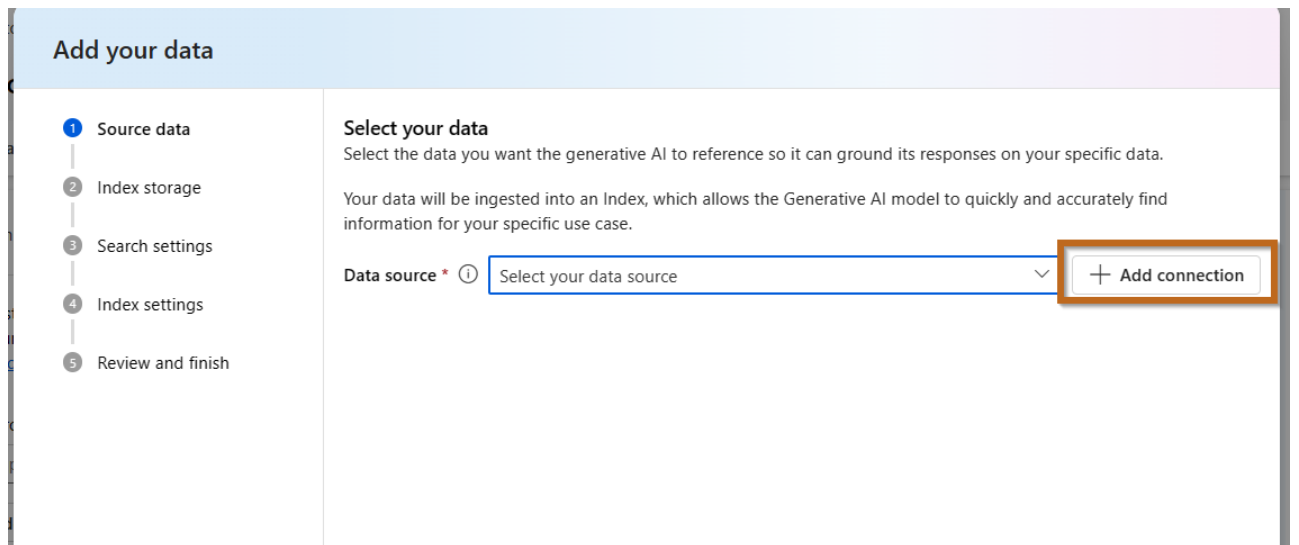 Add your data
1 Source data
2 Index storage
3 Search settings
4 Index settings
5 Review and finish
Select your data
Select the data you want the generative AI to reference so it can ground its responses on your specific data.
Your data will be ingested into an Index, which allows the Generative AI model to quickly and accurately find
information for your specific use case.
Data source * Select your data source + Add connection